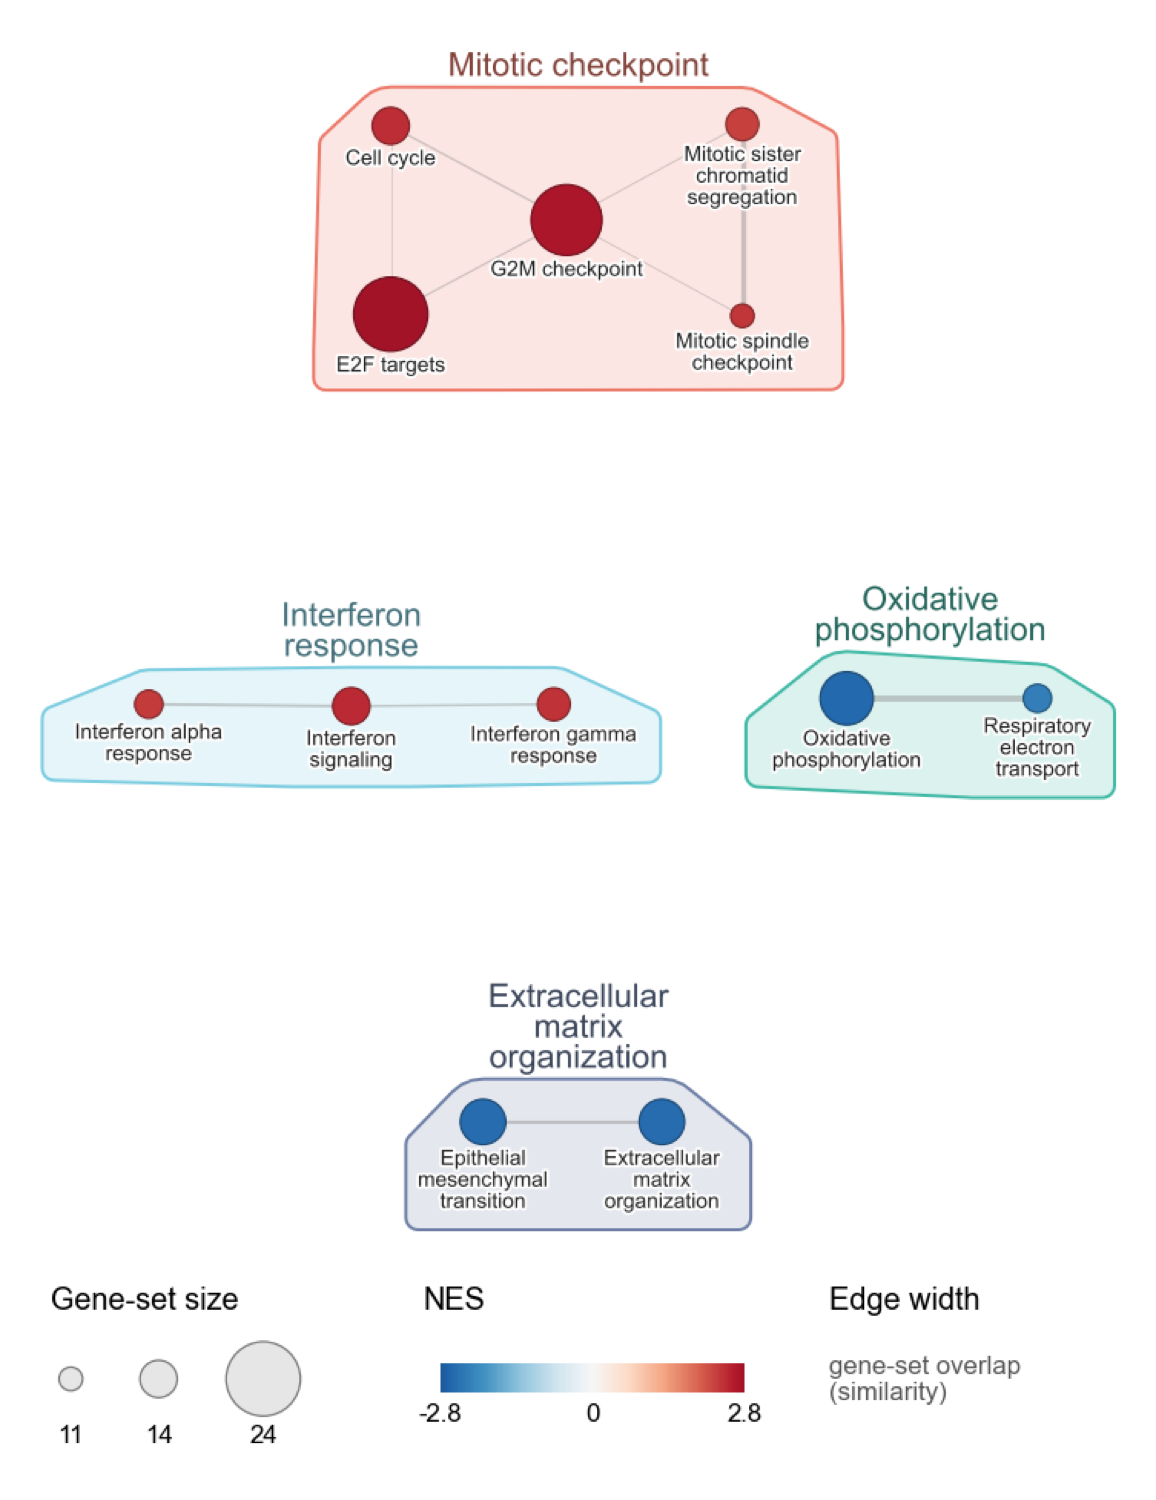 Mitotic checkpoint
Cell cycle
Mitotic sister
chromatid
segregation
G2M checkpoint
E2F targets
Mitotic spindle
checkpoint
Interferon
response
Interferon alpha
response
Interferon
signaling
Interferon gamma
response
Oxidative
phosphorylation
Oxidative
phosphorylation
Respiratory
electron
transport
Extracellular
matrix
organization
Epithelial
mesenchymal
transition
Extracellular
matrix
organization
Gene-set size
11
14
24
NES
-2.8
0
2.8
Edge width
gene-set overlap
(similarity)